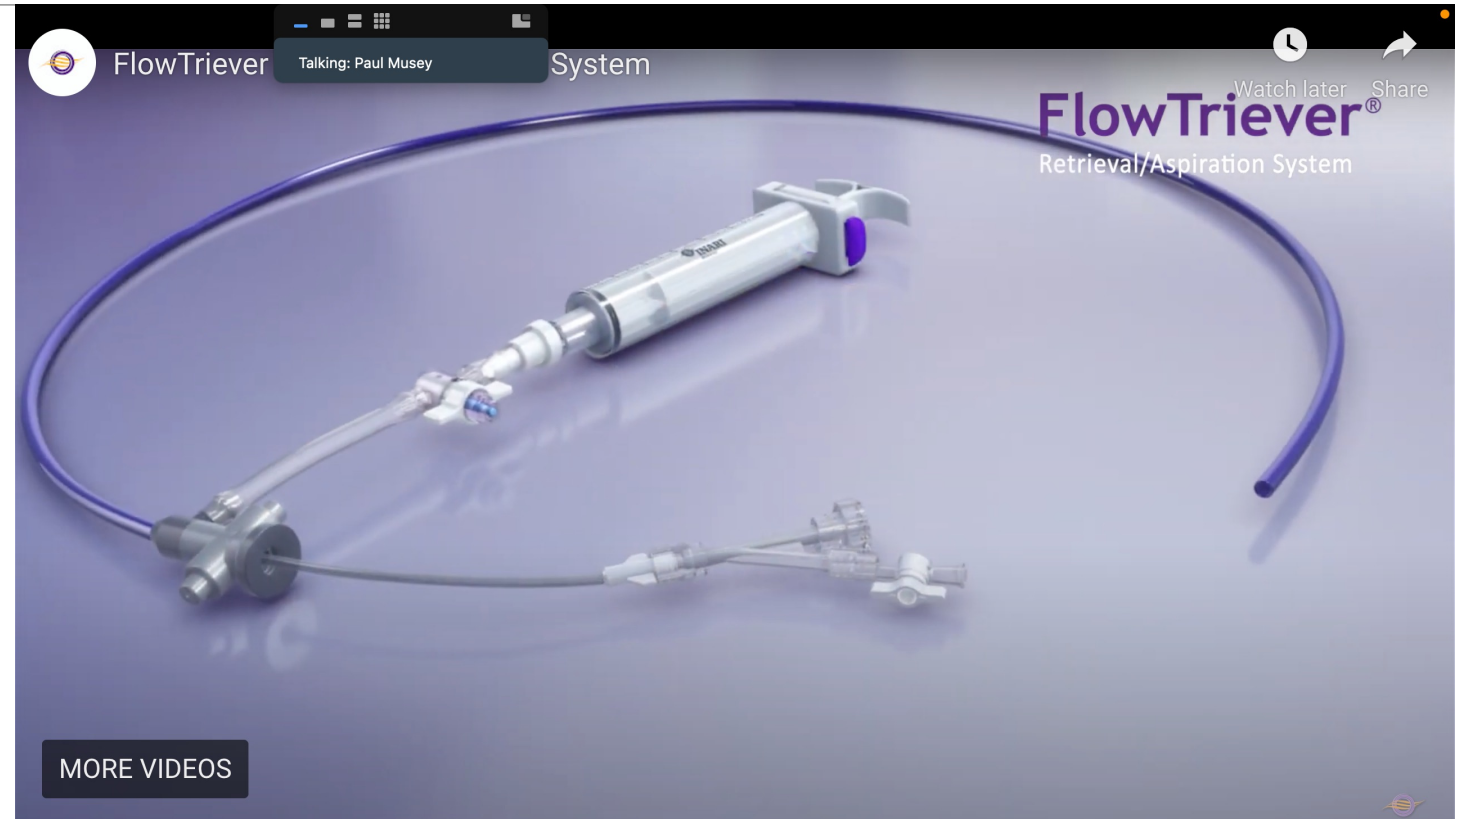 Talking: Paul Musey
FlowTriever System
Watch later Share
FlowTriever®
Retrieval/Aspiration System
INARI
MORE VIDEOS